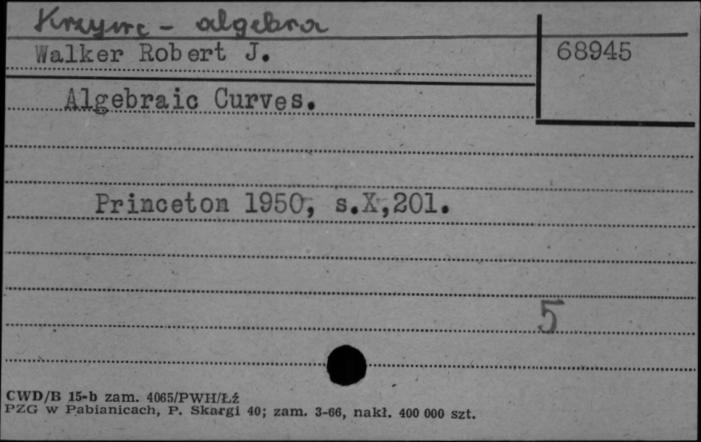 Krzywe - algebra
Walker Robert J.
68945
Algebraic Curves.
Princeton 1950, s.X,201.
5
CWD/B 15-b zam. 4065/PWH/Łź
PZG w Pabianicach, P. Skargi 40; zam. 3-66, nakł. 400 000 szt.